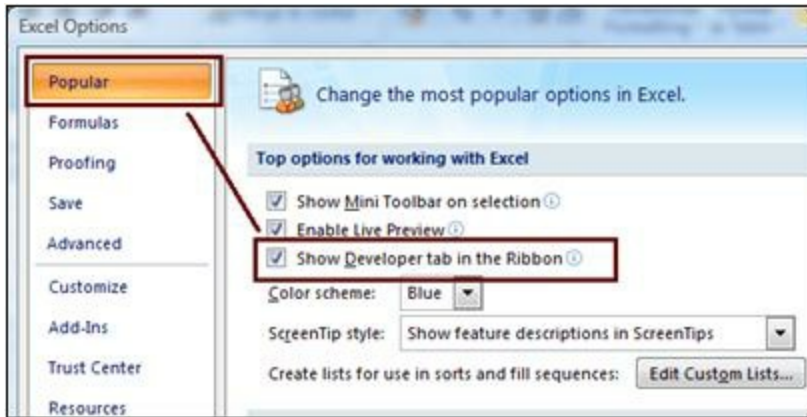 Excel Options
Popular
Formulas
Proofing
Save
Advanced
Customize
Add-Ins
Trust Center
Resources
Change the most popular options in Excel.
Top options for working with Excel
Show Mini Toolbar on selection
Enable Live Preview
Show Developer tab in the Ribbon
Color scheme: Blue
ScreenTip style: Show feature descriptions in ScreenTips
Create lists for use in sorts and fill sequences: Edit Custom Lists...